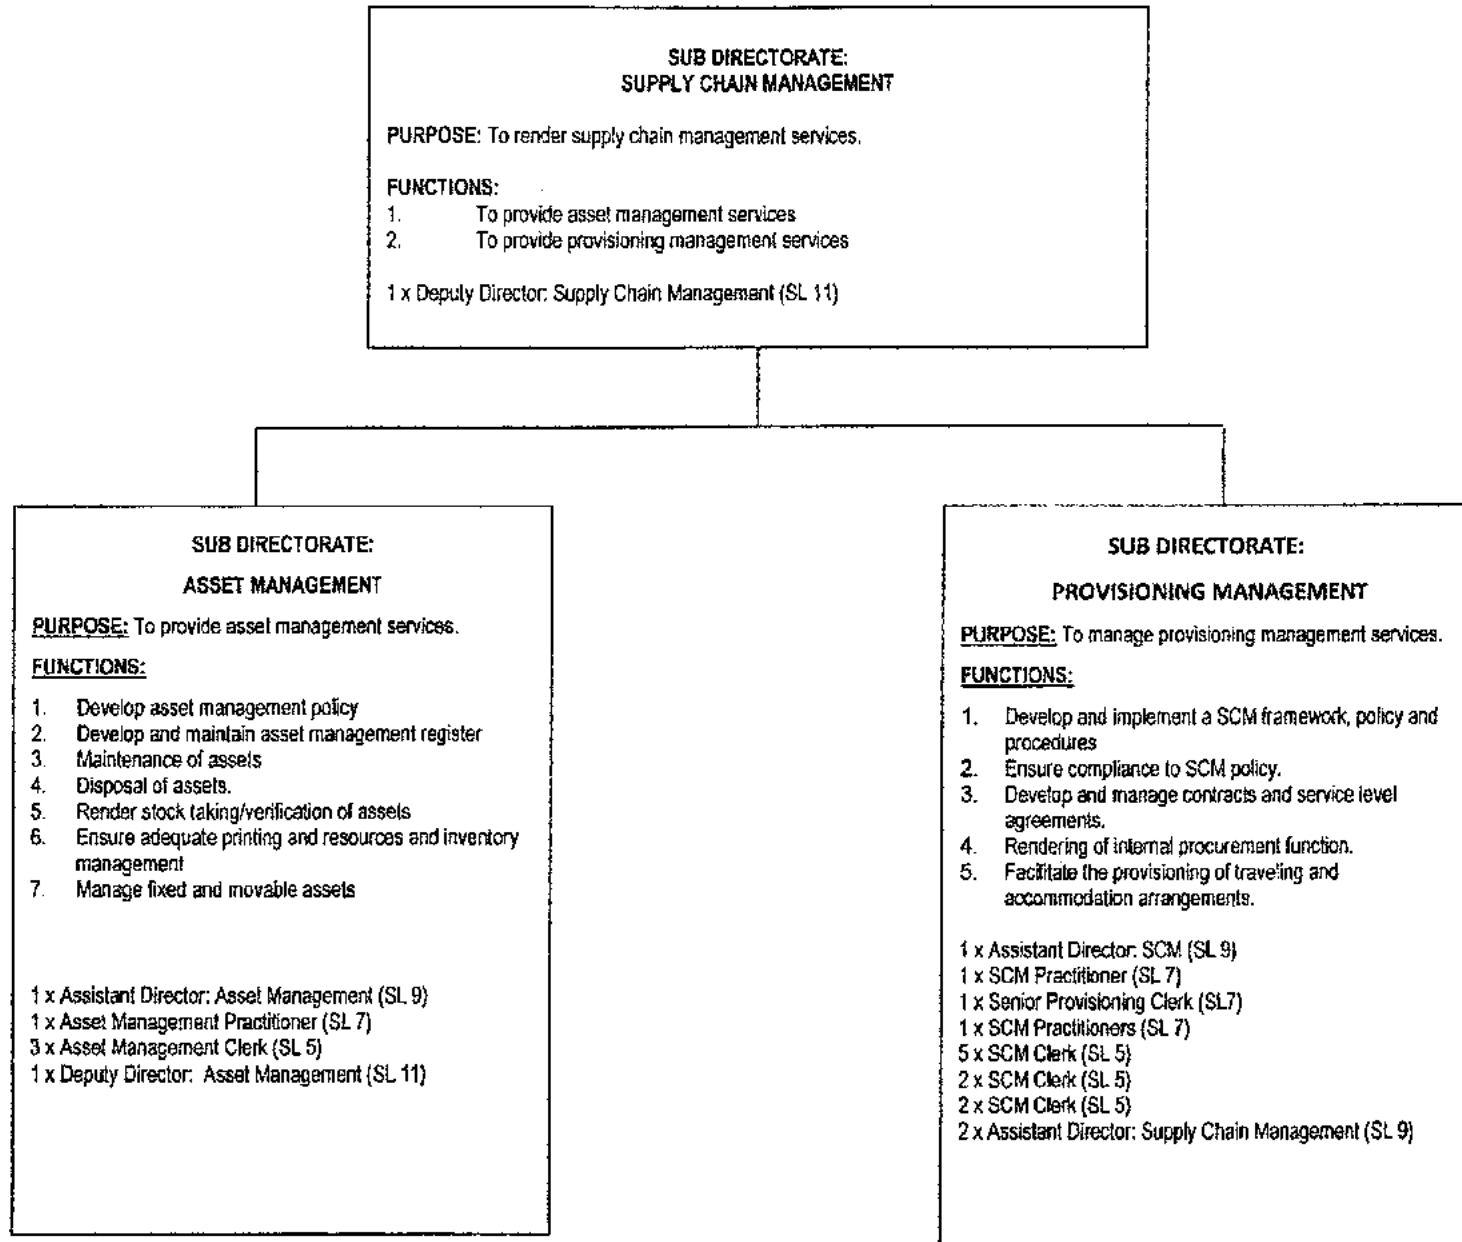 SUB DIRECTORATE:
SUPPLY CHAIN MANAGEMENT
PURPOSE: To render supply chain management services.
FUNCTIONS:
1. To provide asset management services
2. To provide provisioning management services
1 x Deputy Director: Supply Chain Management (SL 11)
SUB DIRECTORATE:
ASSET MANAGEMENT
PURPOSE: To provide asset management services.
FUNCTIONS:
1. Develop asset management policy
2. Develop and maintain asset management register
3. Maintenance of assets
4. Disposal of assets.
5. Render stock taking/verification of assets
6. Ensure adequate printing and resources and inventory
management
7. Manage fixed and movable assets
1 x Assistant Director: Asset Management (SL 9)
1 x Asset Management Practitioner (SL 7)
3 x Asset Management Clerk (SL 5)
1 x Deputy Director: Asset Management (SL 11)
SUB DIRECTORATE:
PROVISIONING MANAGEMENT
PURPOSE: To manage provisioning management services.
FUNCTIONS:
1. Develop and implement a SCM framework, policy and
procedures
2. Ensure compliance to SCM policy.
3. Develop and manage contracts and service level
agreements.
4. Rendering of internal procurement function.
5. Facilitate the provisioning of traveling and
accommodation arrangements.
1 x Assistant Director: SCM (SL 9)
1 x SCM Practitioner (SL 7)
1 x Senior Provisioning Clerk (SL7)
1 x SCM Practitioners (SL 7)
5 x SCM Clerk (SL 5)
2 x SCM Clerk (SL 5)
2 x SCM Clerk (SL 5)
2 x Assistant Director: Supply Chain Management (SL 9)